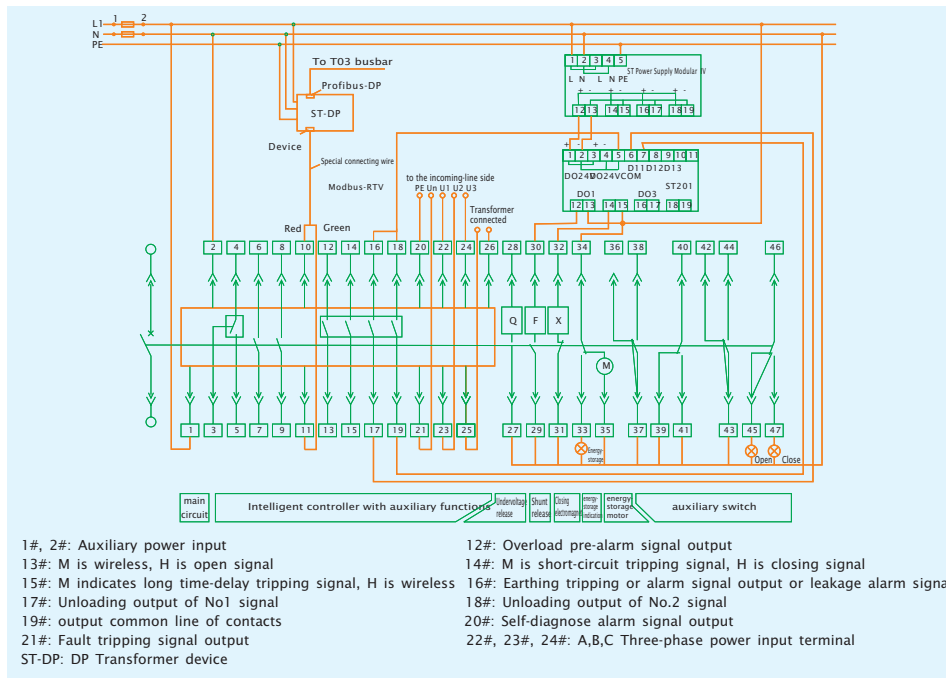 L1 1 2
N
PE
To T03 busbar
Profibus-DP
ST-DP
Device
Special connecting wire
Modbus-RTV
Red Green
to the incoming-line side
PE Un U1 U2 U3
Transformer
connected
1 2 3 4 5
L N L N PE
ST Power Supply Modular IV
+ - + - + - + -
12 13 14 15 16 17 18 19
+ - + -
1 2 3 4 5 6 7 8 9 10 11
D11D12D13
DO24VCOM
ST201
DO1 DO3
12 13 14 15 16 17 18 19
2 4 6 8 10 12 14 16 18 20 22 24 26 28 30 32 34 36 38 40 42 44 46
Q F X
M
1 3 5 7 9 11 13 15 17 19 21 23 25 27 29 31 33 35 37 39 41 43 45 47
Energy-
storage
Open Close
main
circuit
Intelligent controller with auxiliary functions
Undervoltage
release
Shunt
release
Closing
electromagnet
energy-
storage
indication
energy-
storage
motor
auxiliary switch
1#, 2#: Auxiliary power input
12#: Overload pre-alarm signal output
13#: M is wireless, H is open signal
14#: M is short-circuit tripping signal, H is closing signal
15#: M indicates long time-delay tripping signal, H is wireless
16#: Earthing tripping or alarm signal output or leakage alarm signa
17#: Unloading output of No1 signal
18#: Unloading output of No.2 signal
19#: output common line of contacts
20#: Self-diagnose alarm signal output
21#: Fault tripping signal output
22#, 23#, 24#: A,B,C Three-phase power input terminal
ST-DP: DP Transformer device